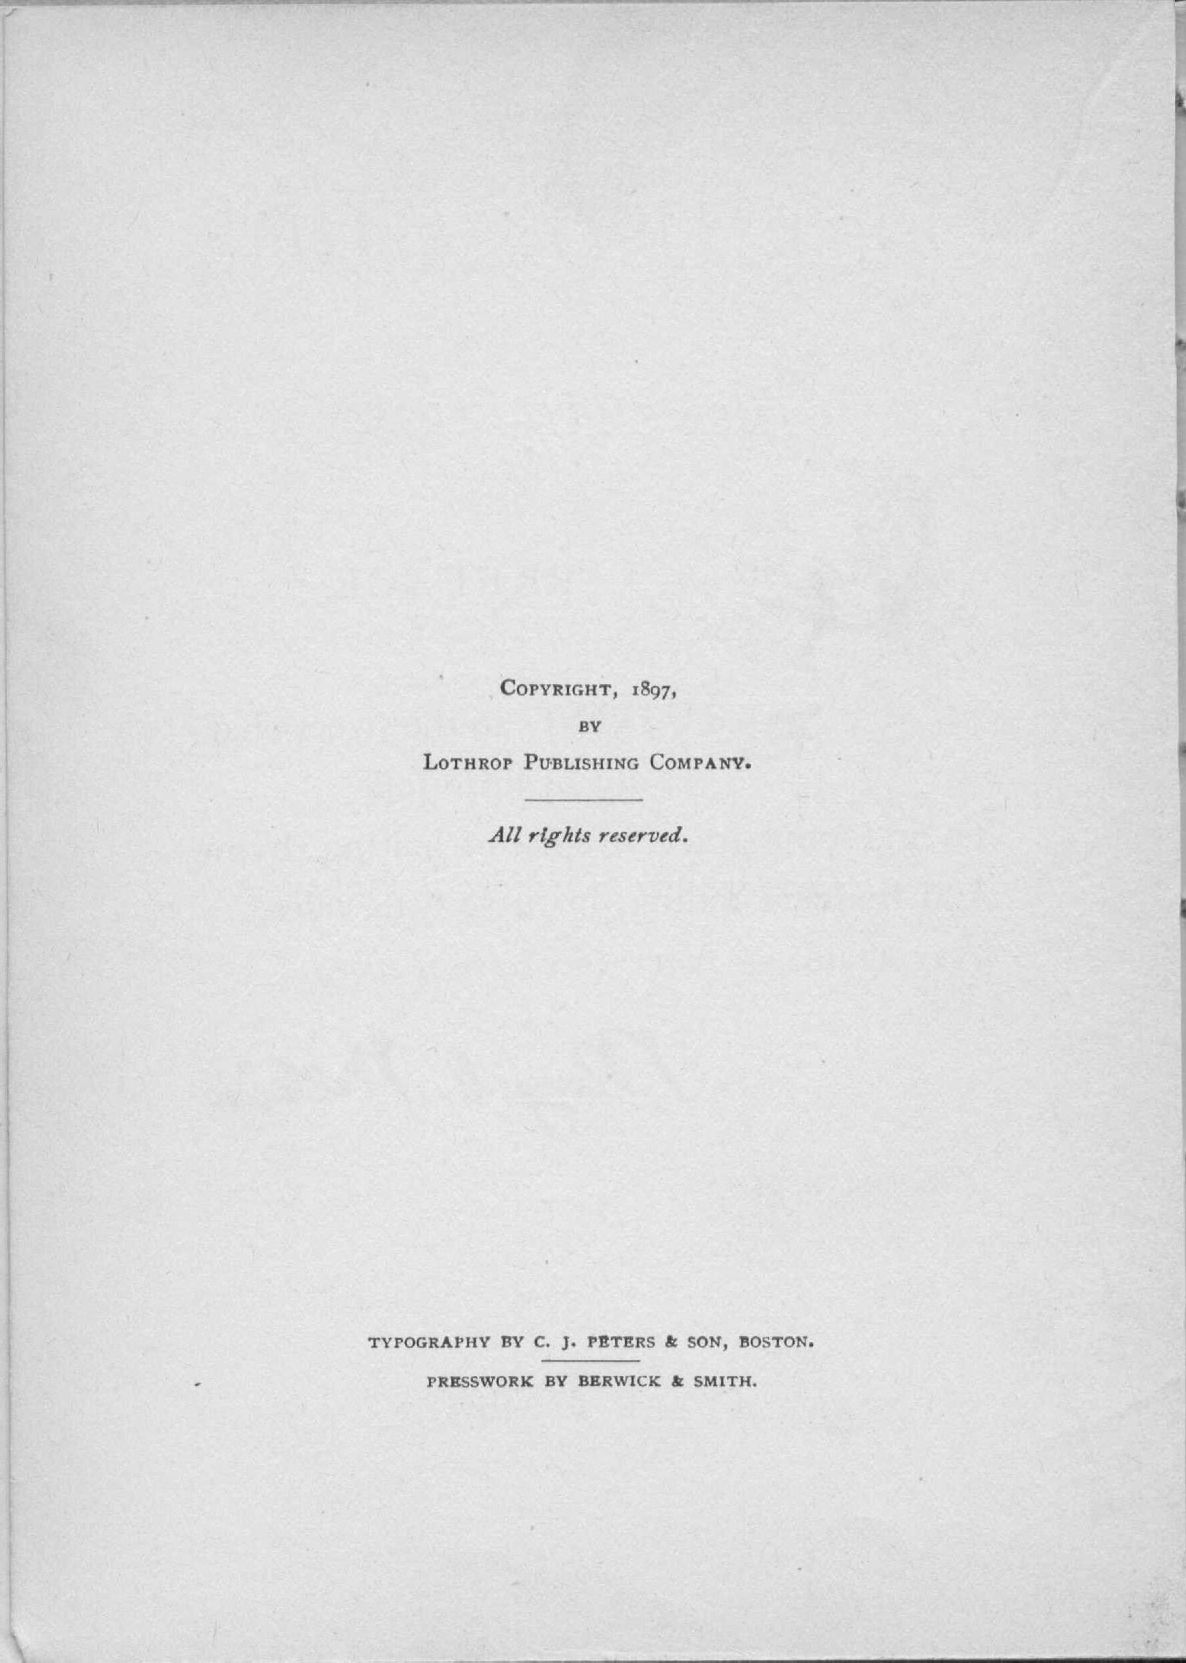 Copyright, 1897,
BY
Lothrop Publishing Company.
All rights reserved.
TYPOGRAPHY BY C. J. PETERS & SON, BOSTON.
PRESSWORK BY BERWICK & SMITH.